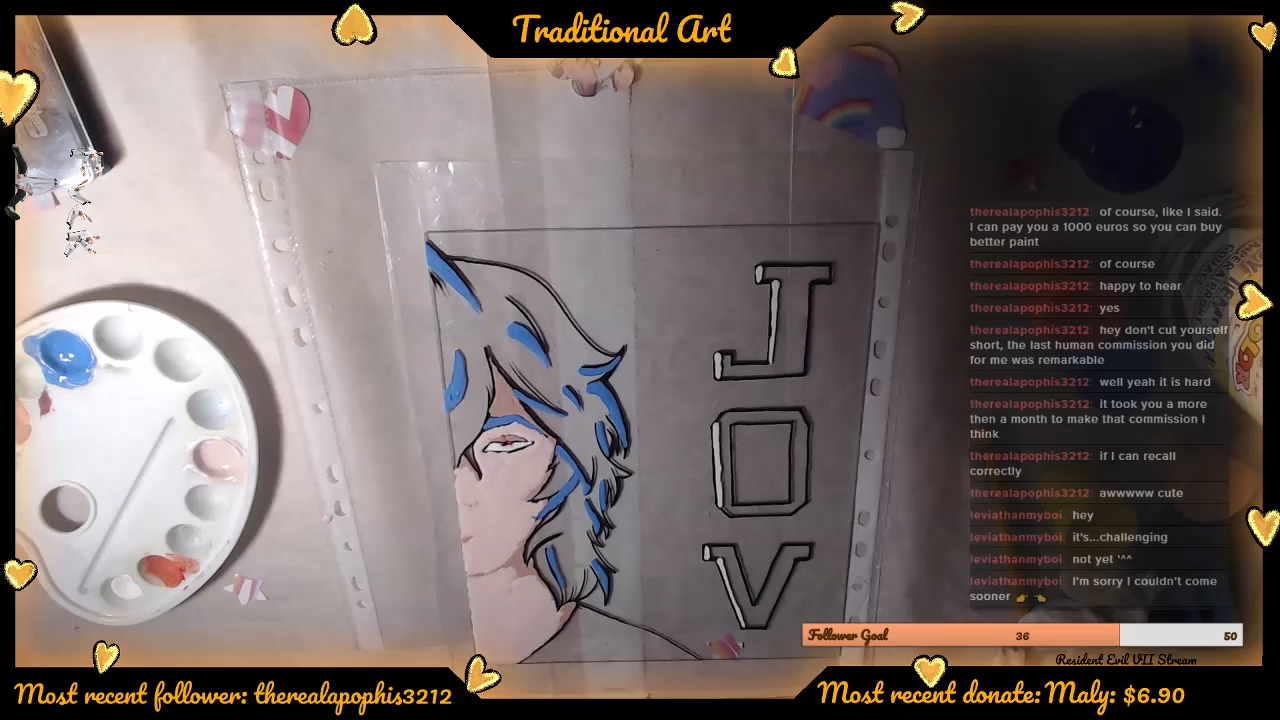 Traditional Art
J
O
V
therealapophis3212: of course, like I said.
I can pay you a 1000 euros so you can buy
better paint
therealapophis3212: of course
therealapophis3212: happy to hear
therealapophis3212: yes
therealapophis3212: hey don't cut yourself
short, the last human commission you did
for me was remarkable
therealapophis3212: well yeah it is hard
therealapophis3212: it took you a more
then a month to make that commission I
think
therealapophis3212: if I can recall
correctly
therealapophis3212: awwwww cute
leviathanmyboi: hey
leviathanmyboi: it's...challenging
leviathanmyboi: not yet '^^
leviathanmyboi: I'm sorry I couldn't come
sooner
Follower Goal 36 50
Resident Evil VII Stream
Most recent follower: therealapophis3212
Most recent donate: Maly: $6.90